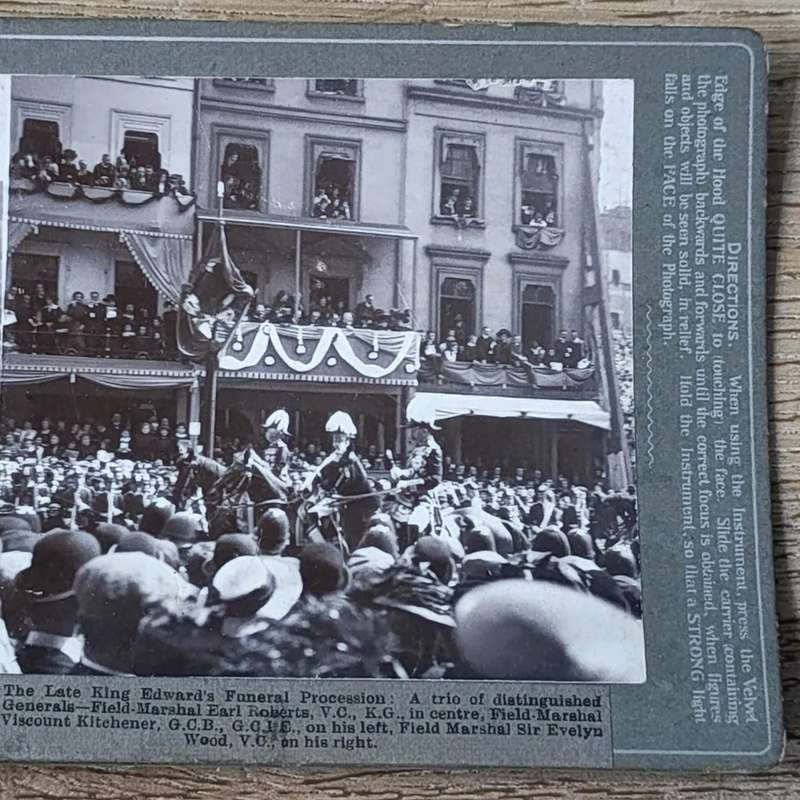 The Late King Edward's Funeral Procession: A trio of distinguished
Generals—Field-Marshal Earl Roberts, V.C., K.G., in centre, Field-Marshal
Viscount Kitchener, G.C.B., G.C.I.E., on his left, Field Marshal Sir Evelyn
Wood, V.C., on his right.
DIRECTIONS. When using the Instrument, press the Velvet
Edge of the Hood QUITE CLOSE to (touching) the face. Slide the carrier (containing
the photograph) backwards and forwards until the correct focus is obtained, when figures
and objects will be seen solid, in relief. Hold the Instrument so that a STRONG light
falls on the FACE of the Photograph.